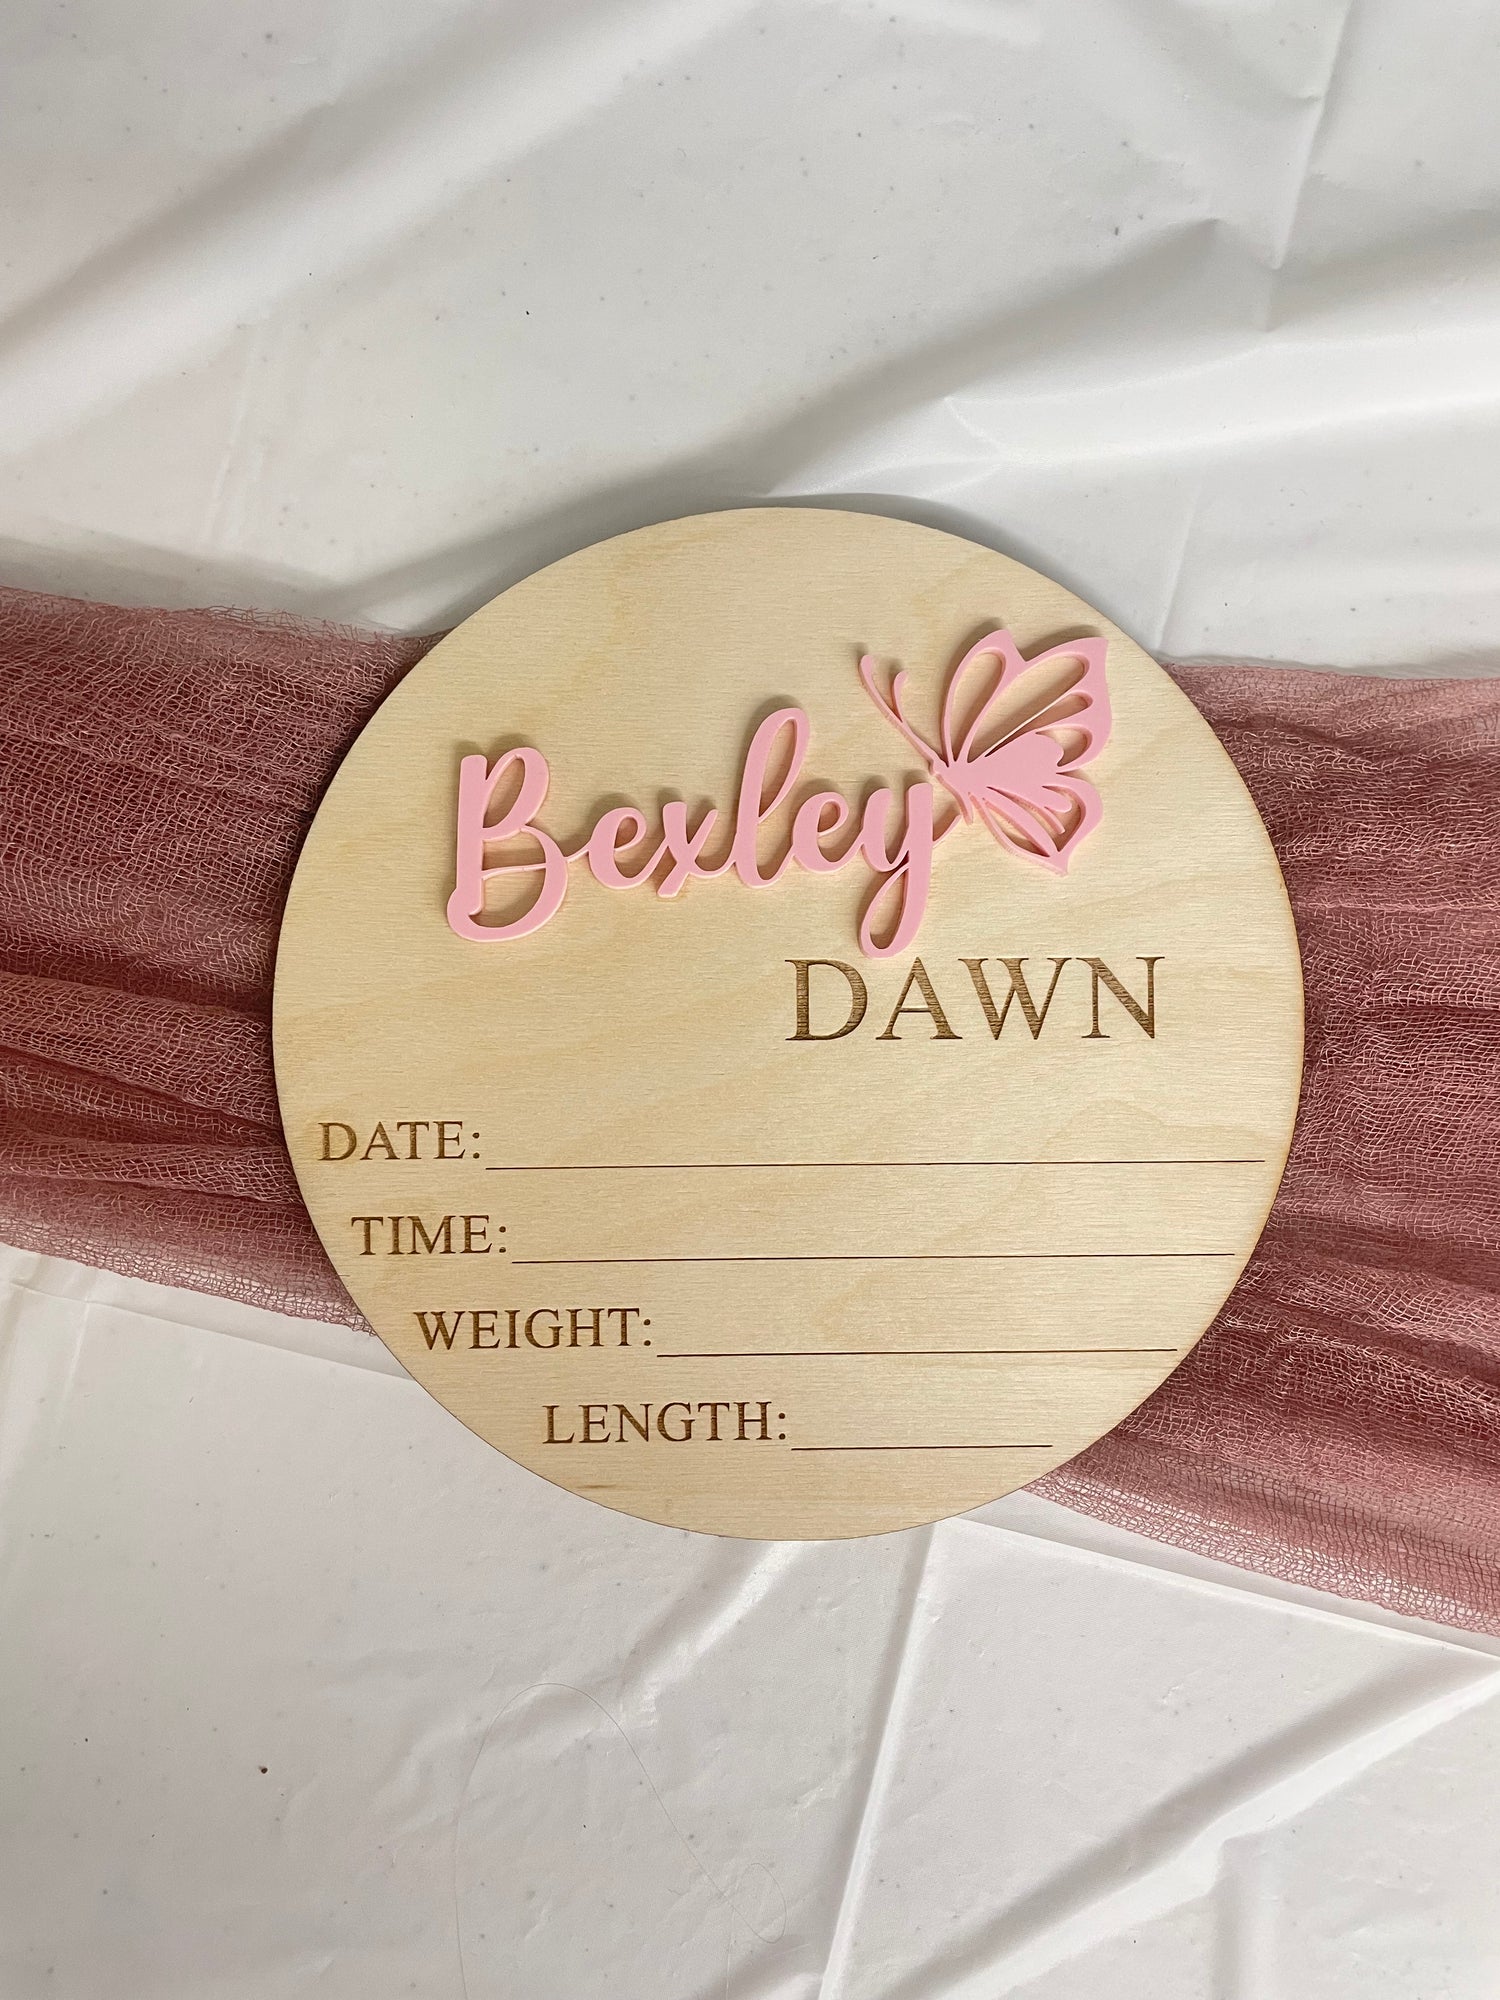 Bexley
DAWN
DATE:
TIME:
WEIGHT:
LENGTH: